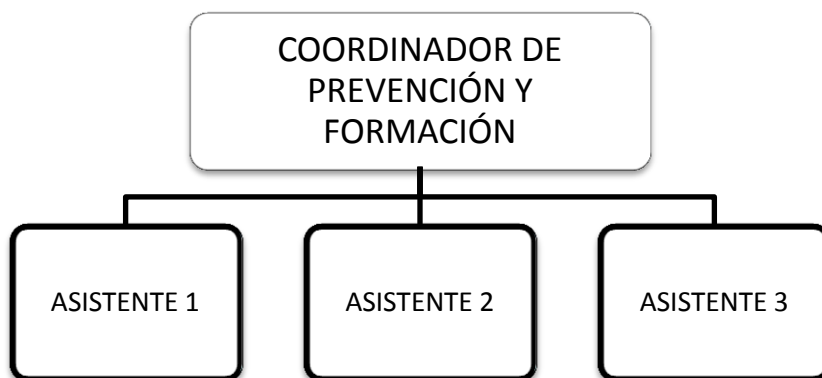 COORDINADOR DE
PREVENCIÓN Y
FORMACIÓN
ASISTENTE 1
ASISTENTE 2
ASISTENTE 3